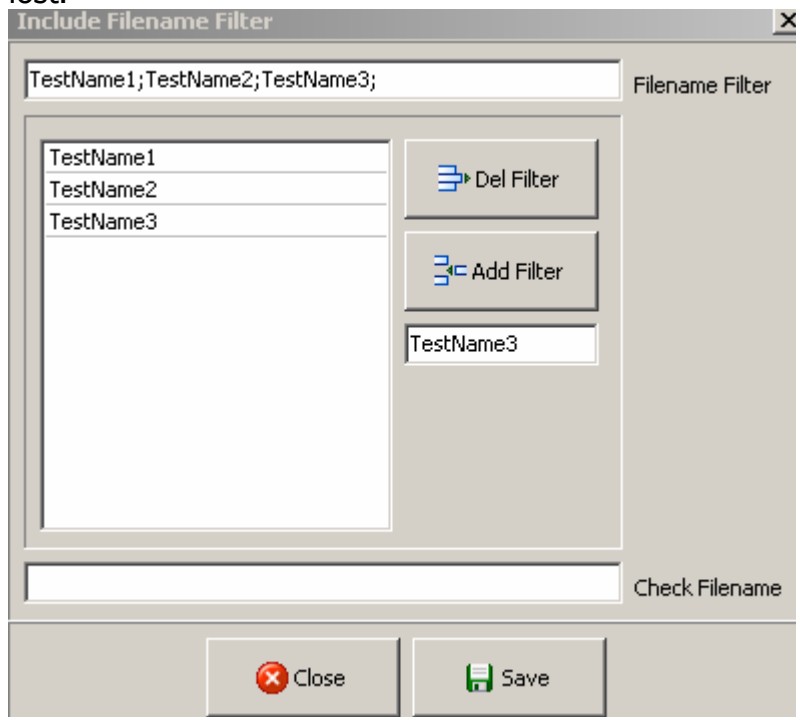 lost.
Include Filename Filter
TestName1;TestName2;TestName3;
Filename Filter
TestName1
TestName2
TestName3
Del Filter
Add Filter
TestName3
Check Filename
Close
Save